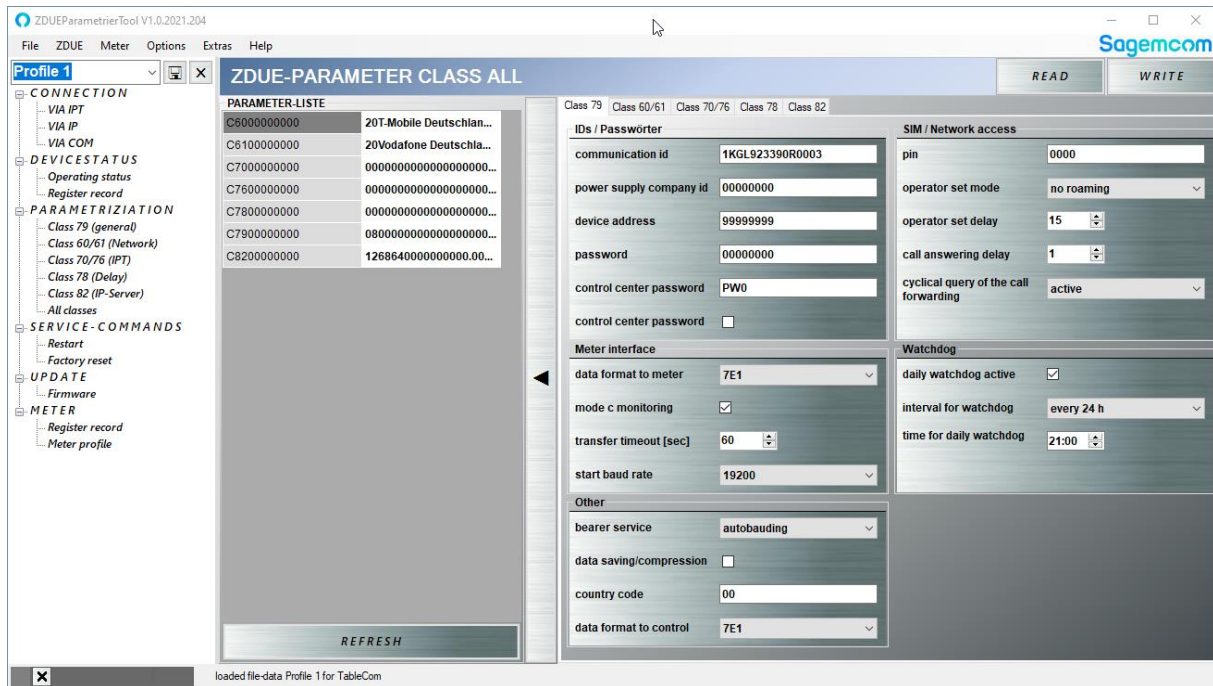 ZDUEParametrierTool V1.0.2021.204
File ZDUE Meter Options Extras Help
Sagemcom
Profile 1
ZDUE-PARAMETER CLASS ALL
READ
WRITE
CONNECTION
VIA IPT
VIA IP
VIA COM
DEVICESTATUS
Operating status
Register record
PARAMETRIZIATION
Class 79 (general)
Class 60/61 (Network)
Class 70/76 (IPT)
Class 78 (Delay)
Class 82 (IP-Server)
All classes
SERVICE-COMMANDS
Restart
Factory reset
UPDATE
Firmware
METER
Register record
Meter profile
PARAMETER-LISTE
C6000000000 20T-Mobile Deutschlan...
C6100000000 20Vodafone Deutschla...
C7000000000 0000000000000000000...
C7600000000 0000000000000000000...
C7800000000 0000000000000000000...
C7900000000 0800000000000000000...
C8200000000 1268640000000000.00...
REFRESH
Class 79 Class 60/61 Class 70/76 Class 78 Class 82
IDs / Passwörter
communication id 1KGL923390R0003
power supply company id 00000000
device address 99999999
password 00000000
control center password PW0
control center password
Meter interface
data format to meter 7E1
mode c monitoring
transfer timeout [sec] 60
start baud rate 19200
Other
bearer service autobauding
data saving/compression
country code 00
data format to control 7E1
SIM / Network access
pin 0000
operator set mode no roaming
operator set delay 15
call answering delay 1
cyclical query of the call
forwarding active
Watchdog
daily watchdog active
interval for watchdog every 24 h
time for daily watchdog 21:00
loaded file-data Profile 1 for TableCom